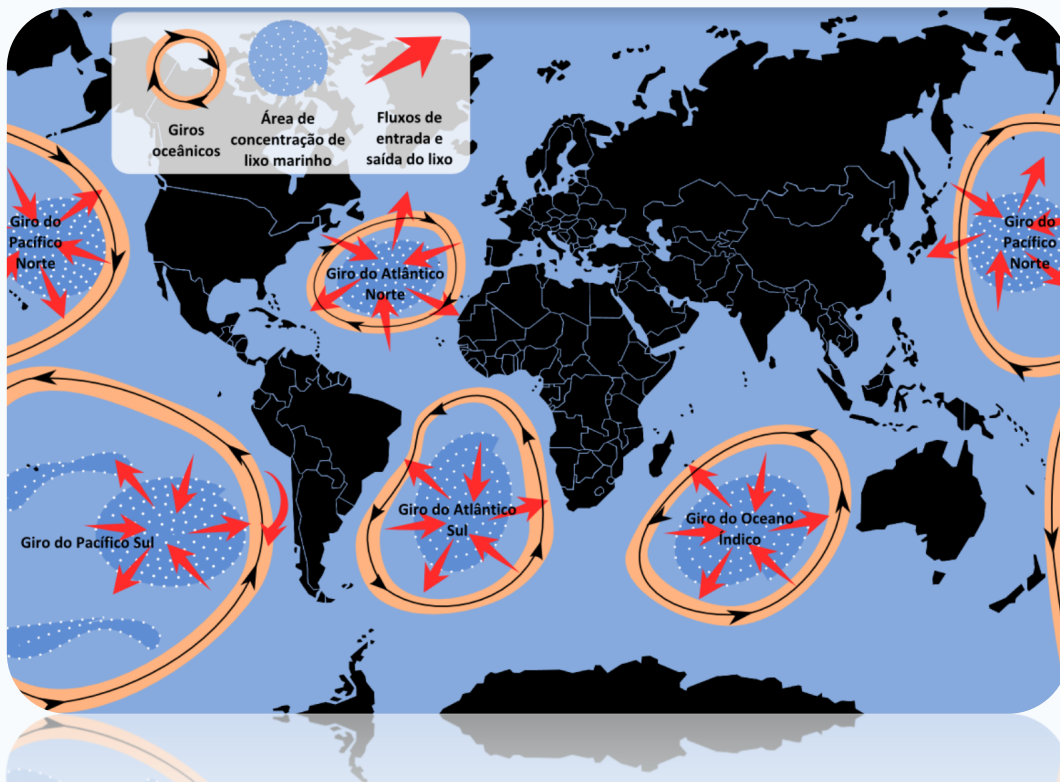 Giros
oceânicos
Área de
concentração de
lixo marinho
Fluxos de
entrada e
saída do lixo
Giro do
Pacífico
Norte
Giro do Atlântico
Norte
Giro do
Pacífico
Norte
Giro do Pacífico Sul
Giro do Atlântico
Sul
Giro do Oceano
Índico